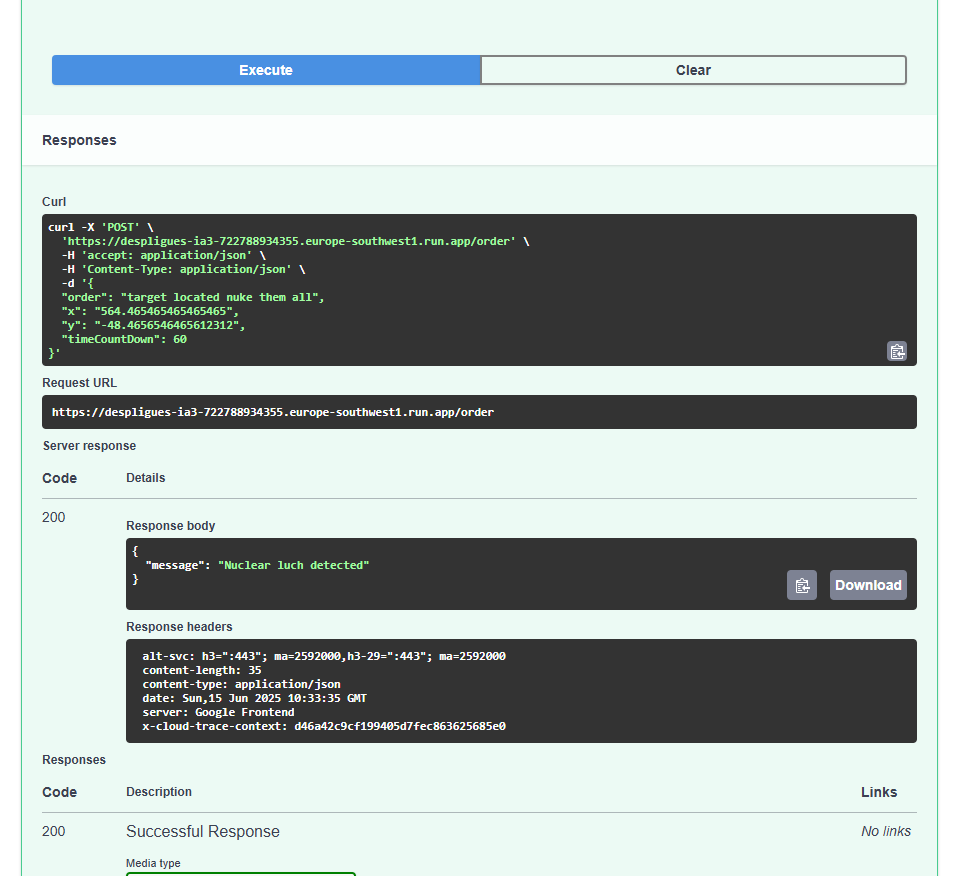 Execute
Clear
Responses
Curl
curl -X 'POST' \
'https://despligues-ia3-722788934355.europe-southwest1.run.app/order' \
-H 'accept: application/json' \
-H 'Content-Type: application/json' \
-d '{
"order": "target located nuke them all",
"x": "564.465465465465465",
"y": "-48.4656546465612312",
"timeCountDown": 60
}'
Request URL
https://despligues-ia3-722788934355.europe-southwest1.run.app/order
Server response
Code Details
200
Response body
{
"message": "Nuclear luch detected"
}
Download
Response headers
alt-svc: h3=":443"; ma=2592000,h3-29=":443"; ma=2592000
content-length: 35
content-type: application/json
date: Sun,15 Jun 2025 10:33:35 GMT
server: Google Frontend
x-cloud-trace-context: d46a42c9cf199405d7fec863625685e0
Responses
Code Description Links
200 Successful Response No links
Media type